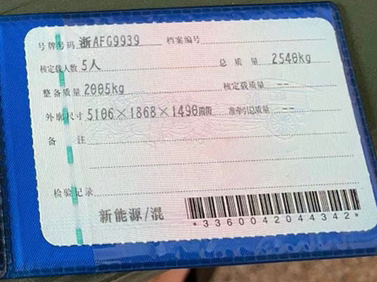 号牌号码 浙AFG9939 档案编号
核定载人数 5人 总质量 2540kg
整备质量 2005kg 核定载质量 --
外廓尺寸 5106×1868×1490mm 准牵引总质量 --
备注
检验记录
新能源/混
*3360042044342*